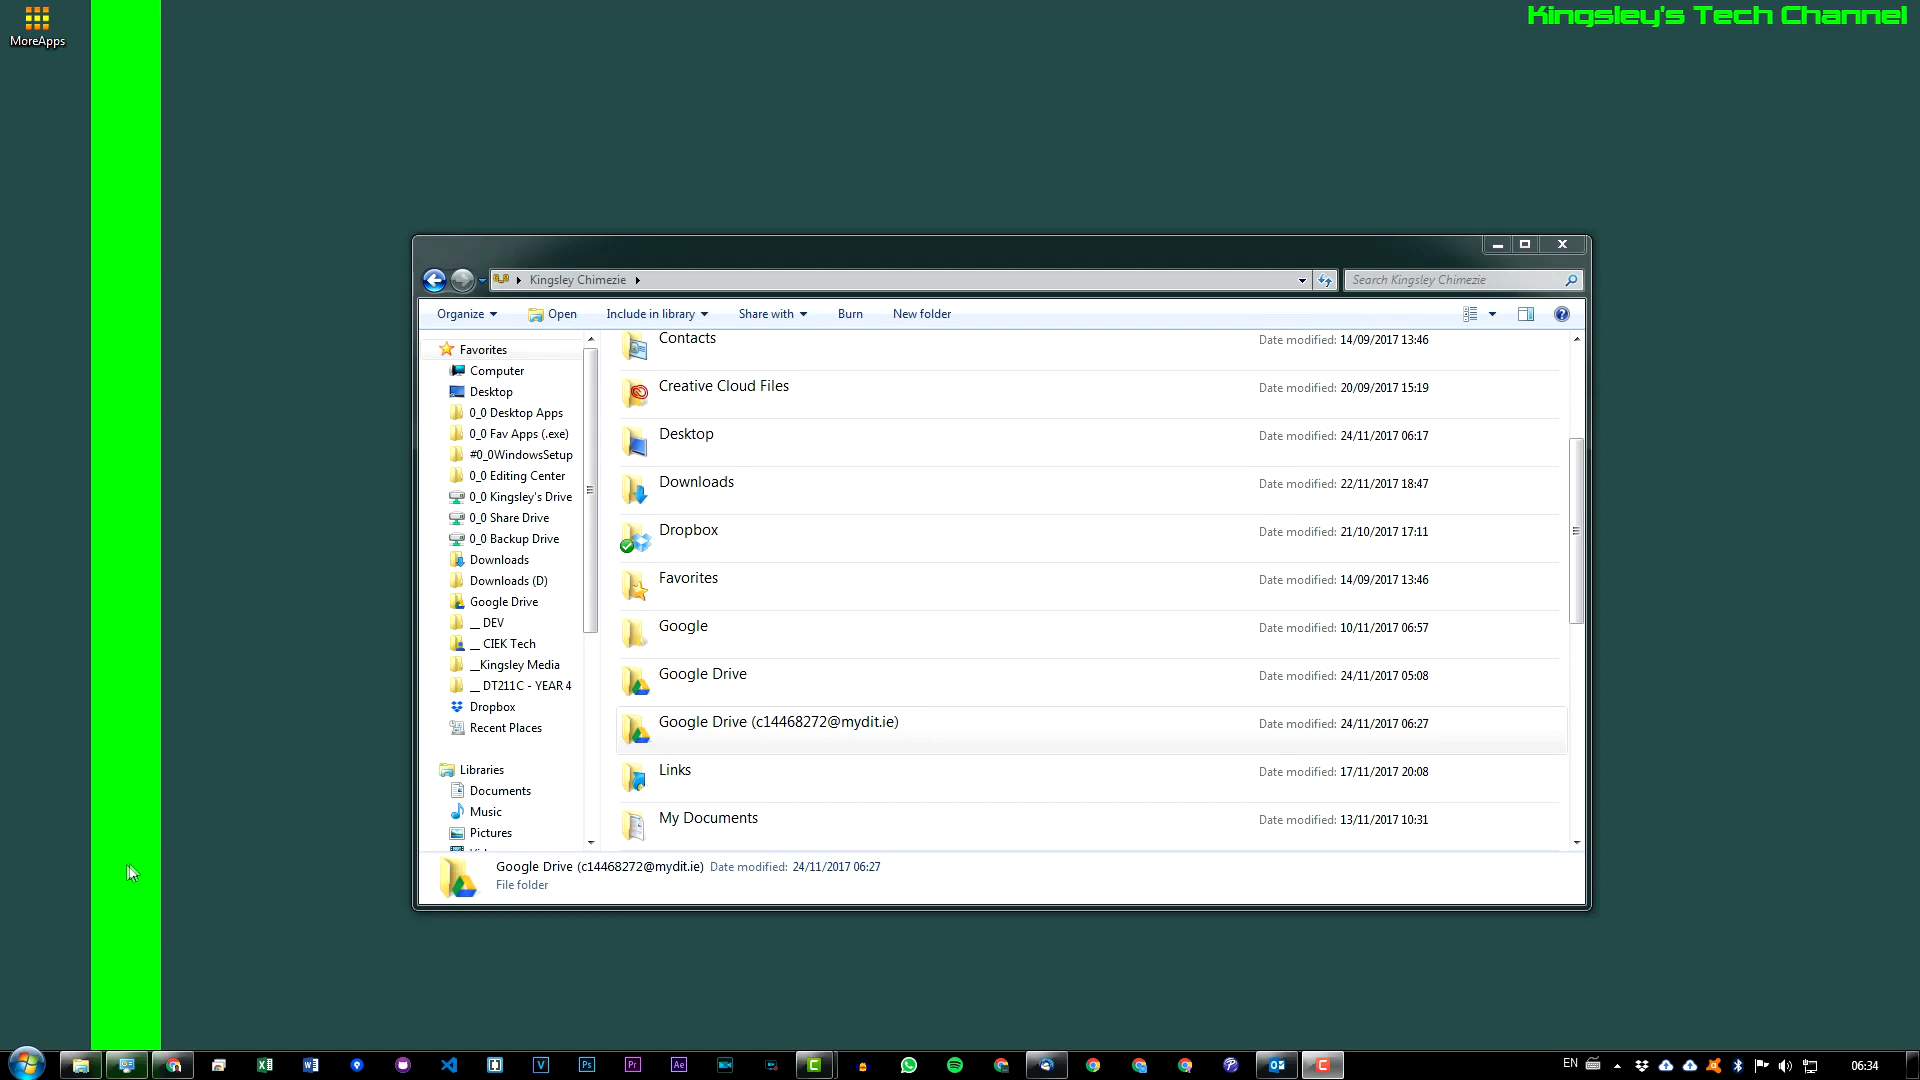 MoreApps
Kingsley's Tech Channel
Kingsley Chimezie
Search Kingsley Chimezie
Organize
Open
Include in library
Share with
Burn
New folder
Favorites
Computer
Desktop
0_0 Desktop Apps
0_0 Fav Apps (.exe)
#0_0WindowsSetup
0_0 Editing Center
0_0 Kingsley's Drive
0_0 Share Drive
0_0 Backup Drive
Downloads
Downloads (D)
Google Drive
__ DEV
__ CIEK Tech
__Kingsley Media
__ DT211C - YEAR 4
Dropbox
Recent Places
Libraries
Documents
Music
Pictures
Contacts Date modified: 14/09/2017 13:46
Creative Cloud Files Date modified: 20/09/2017 15:19
Desktop Date modified: 24/11/2017 06:17
Downloads Date modified: 22/11/2017 18:47
Dropbox Date modified: 21/10/2017 17:11
Favorites Date modified: 14/09/2017 13:46
Google Date modified: 10/11/2017 06:57
Google Drive Date modified: 24/11/2017 05:08
Google Drive (c14468272@mydit.ie) Date modified: 24/11/2017 06:27
Links Date modified: 17/11/2017 20:08
My Documents Date modified: 13/11/2017 10:31
Google Drive (c14468272@mydit.ie) Date modified: 24/11/2017 06:27
File folder
V
Ps
Pr
Ae
C
C
EN
06:34